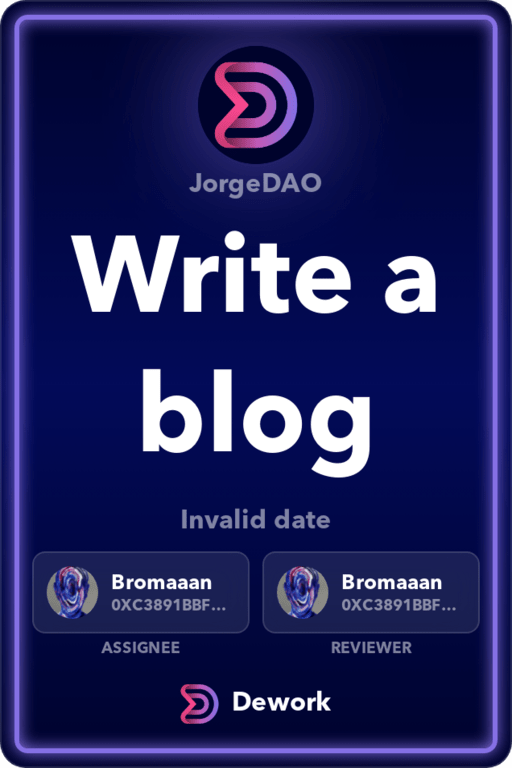 JorgeDAO
Write a
blog
Invalid date
Bromaaan
0XC3891BBF...
ASSIGNEE
Bromaaan
0XC3891BBF...
REVIEWER
Dework